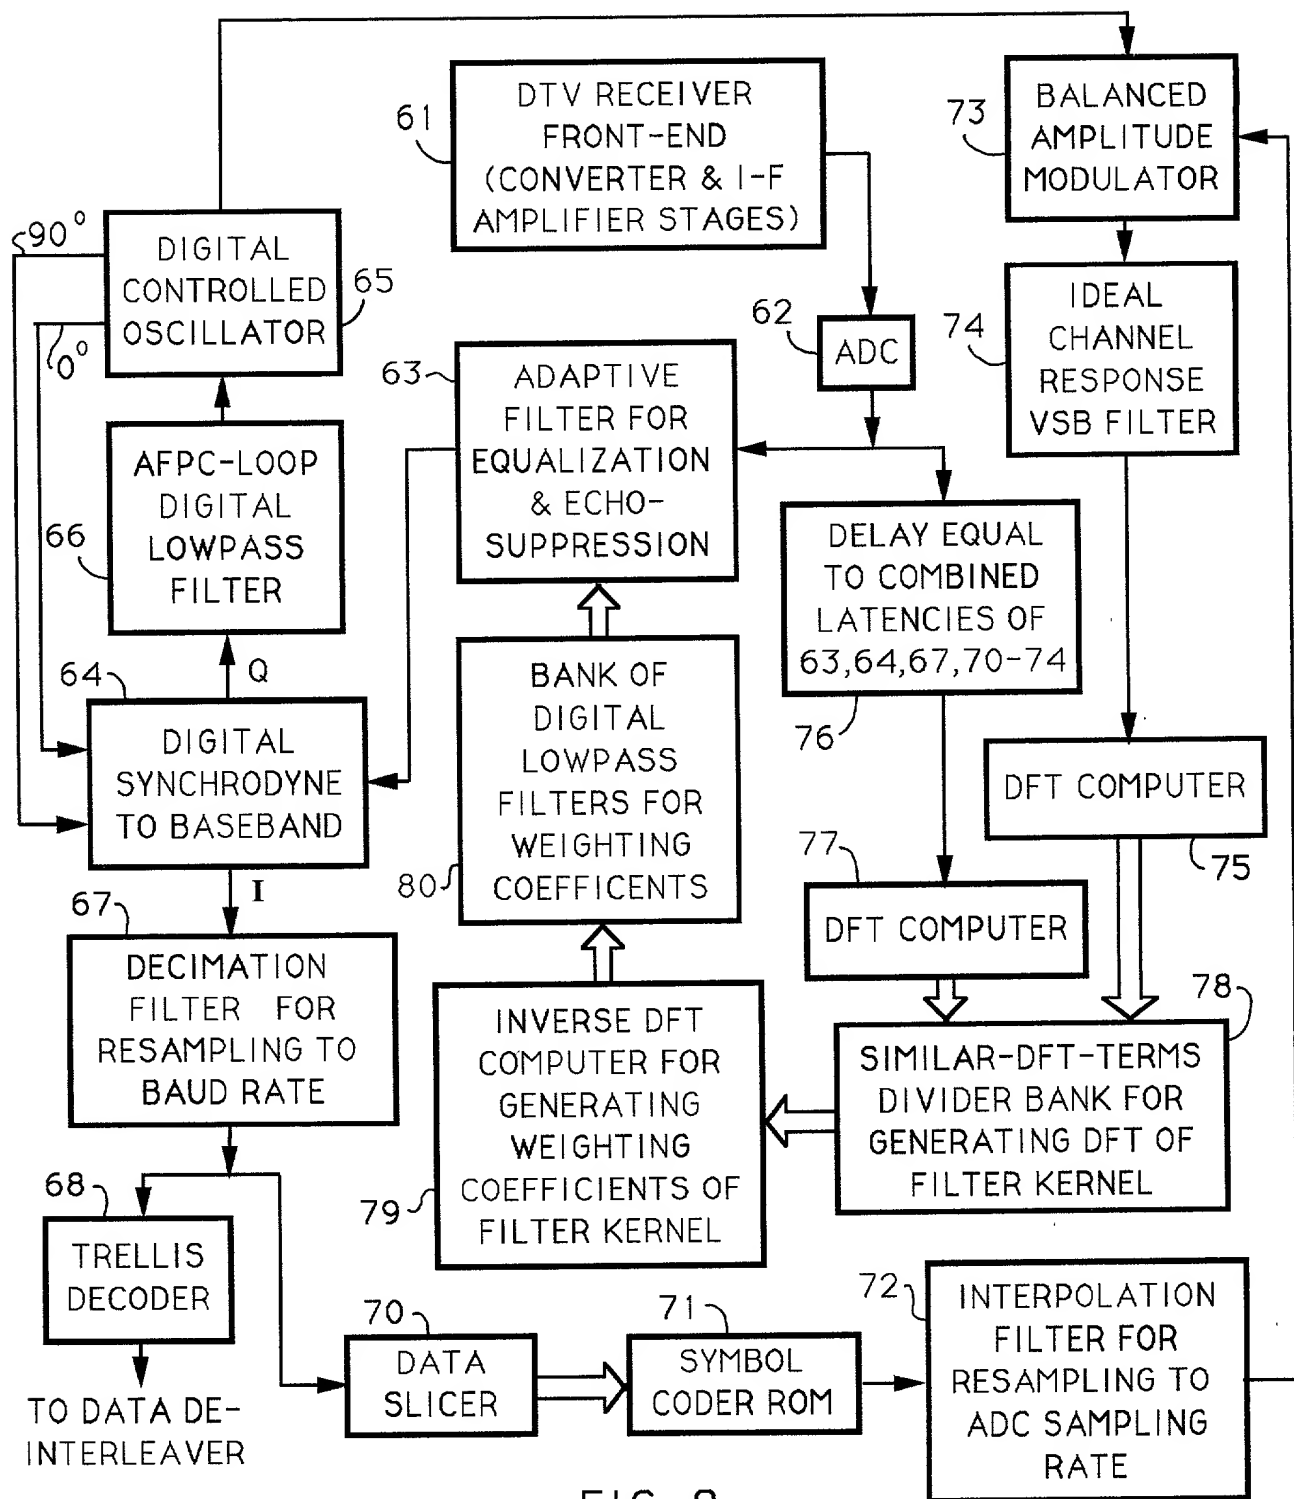 61
DTV RECEIVER
FRONT-END
(CONVERTER & I-F
AMPLIFIER STAGES)
73
BALANCED
AMPLITUDE
MODULATOR
90°
0°
DIGITAL
CONTROLLED
OSCILLATOR
65
62
ADC
74
IDEAL
CHANNEL
RESPONSE
VSB FILTER
63
ADAPTIVE
FILTER FOR
EQUALIZATION
& ECHO-
SUPPRESSION
66
AFPC-LOOP
DIGITAL
LOWPASS
FILTER
DELAY EQUAL
TO COMBINED
LATENCIES OF
63,64,67,70-74
76
64
Q
DIGITAL
SYNCHRODYNE
TO BASEBAND
I
80
BANK OF
DIGITAL
LOWPASS
FILTERS FOR
WEIGHTING
COEFFICENTS
DFT COMPUTER
75
77
DFT COMPUTER
67
DECIMATION
FILTER FOR
RESAMPLING TO
BAUD RATE
79
INVERSE DFT
COMPUTER FOR
GENERATING
WEIGHTING
COEFFICIENTS OF
FILTER KERNEL
78
SIMILAR-DFT-TERMS
DIVIDER BANK FOR
GENERATING DFT OF
FILTER KERNEL
68
TRELLIS
DECODER
TO DATA DE-
INTERLEAVER
70
DATA
SLICER
71
SYMBOL
CODER ROM
72
INTERPOLATION
FILTER FOR
RESAMPLING TO
ADC SAMPLING
RATE